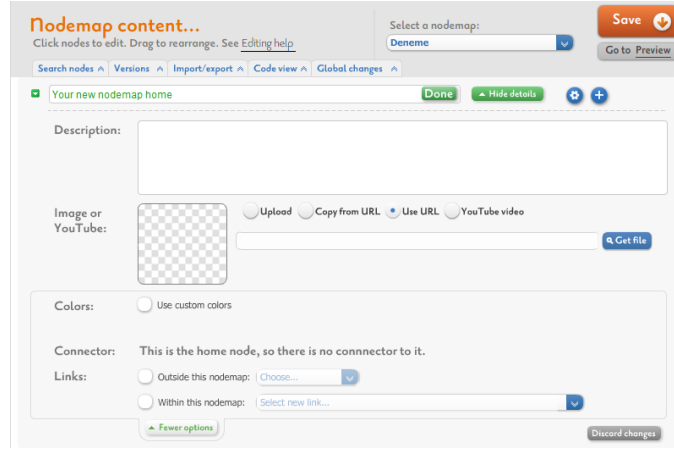 Nodemap content...
Select a nodemap:
Save
Click nodes to edit. Drag to rearrange. See Editing help
Deneme
Go to Preview
Search nodes Versions Import/export Code view Global changes
Your new nodemap home Done Hide details
Description:
Image or YouTube:
Upload Copy from URL Use URL YouTube video
Get file
Colors: Use custom colors
Connector: This is the home node, so there is no connnector to it.
Links: Outside this nodemap: Choose...
Within this nodemap: Select new link...
Fewer options
Discord changes